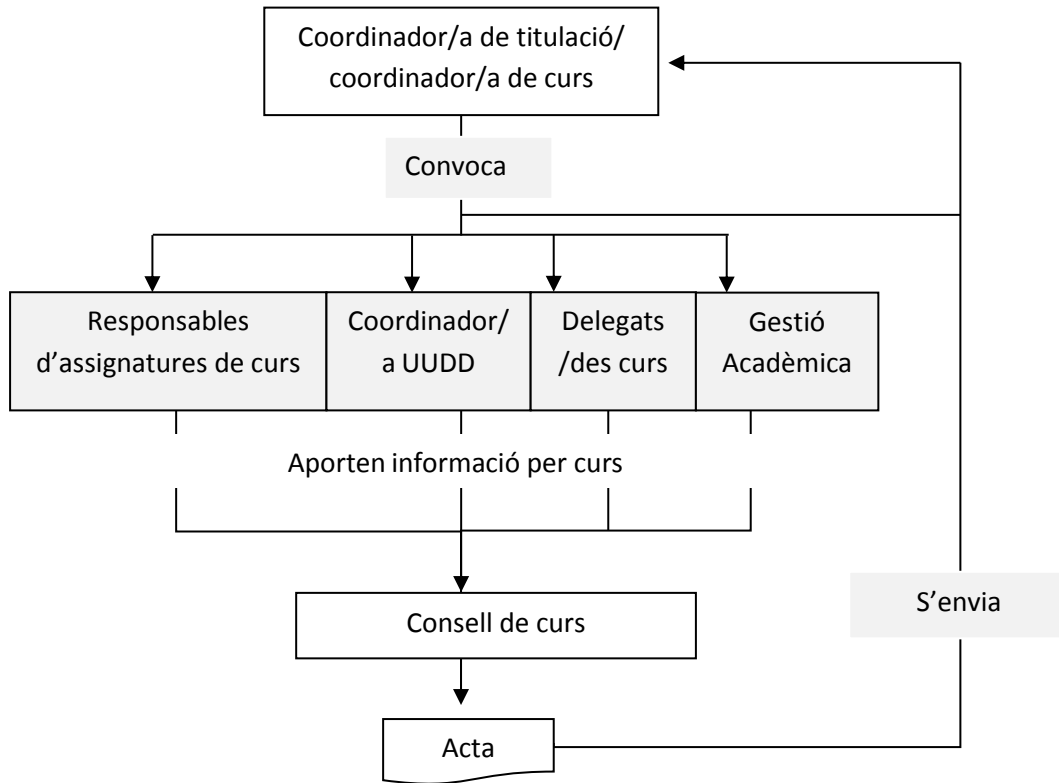 Coordinador/a de titulació/
coordinador/a de curs
Convoca
Responsables
d’assignatures de curs
Coordinador/
a UUDD
Delegats
/des curs
Gestió
Acadèmica
Aporten informació per curs
Consell de curs
S’envia
Acta